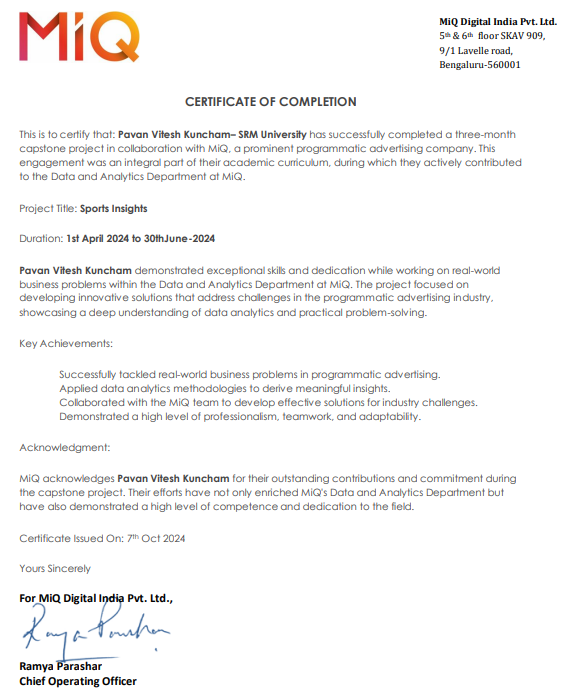 MiQ
MiQ Digital India Pvt. Ltd.
5th & 6th floor SKAV 909,
9/1 Lavelle road,
Bengaluru-560001
CERTIFICATE OF COMPLETION
This is to certify that: Pavan Vitesh Kuncham– SRM University has successfully completed a three-month
capstone project in collaboration with MiQ, a prominent programmatic advertising company. This
engagement was an integral part of their academic curriculum, during which they actively contributed
to the Data and Analytics Department at MiQ.
Project Title: Sports Insights
Duration: 1st April 2024 to 30thJune-2024
Pavan Vitesh Kuncham demonstrated exceptional skills and dedication while working on real-world
business problems within the Data and Analytics Department at MiQ. The project focused on
developing innovative solutions that address challenges in the programmatic advertising industry,
showcasing a deep understanding of data analytics and practical problem-solving.
Key Achievements:
Successfully tackled real-world business problems in programmatic advertising.
Applied data analytics methodologies to derive meaningful insights.
Collaborated with the MiQ team to develop effective solutions for industry challenges.
Demonstrated a high level of professionalism, teamwork, and adaptability.
Acknowledgment:
MiQ acknowledges Pavan Vitesh Kuncham for their outstanding contributions and commitment during
the capstone project. Their efforts have not only enriched MiQ's Data and Analytics Department but
have also demonstrated a high level of competence and dedication to the field.
Certificate Issued On: 7th Oct 2024
Yours Sincerely
For MiQ Digital India Pvt. Ltd.,
Ramya Parashar
Ramya Parashar
Chief Operating Officer